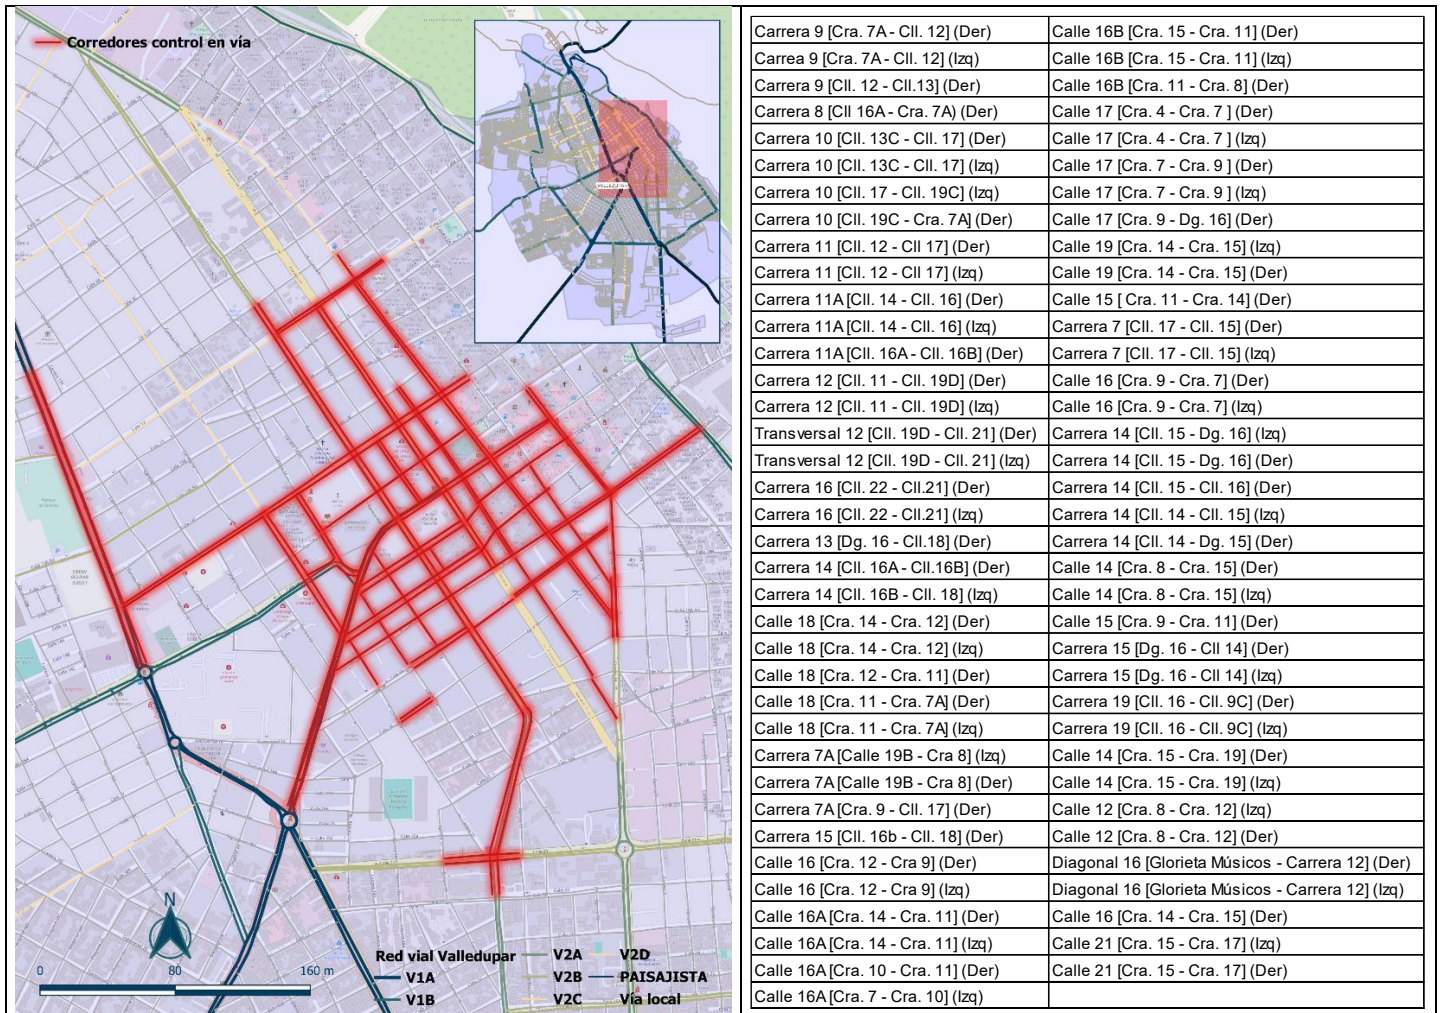 Corredores control en vía
VALLEDUPAR
N
0 80 160 m
Red vial Valledupar
V1A
V1B
V2A
V2B
V2C
V2D
PAISAJISTA
Vía local
Carrera 9 [Cra. 7A - Cll. 12] (Der)
Carrea 9 [Cra. 7A - Cll. 12] (Izq)
Carrera 9 [Cll. 12 - Cll.13] (Der)
Carrera 8 [Cll 16A - Cra. 7A) (Der)
Carrera 10 [Cll. 13C - Cll. 17] (Der)
Carrera 10 [Cll. 13C - Cll. 17] (Izq)
Carrera 10 [Cll. 17 - Cll. 19C] (Izq)
Carrera 10 [Cll. 19C - Cra. 7A] (Der)
Carrera 11 [Cll. 12 - Cll 17] (Der)
Carrera 11 [Cll. 12 - Cll 17] (Izq)
Carrera 11A [Cll. 14 - Cll. 16] (Der)
Carrera 11A [Cll. 14 - Cll. 16] (Izq)
Carrera 11A [Cll. 16A - Cll. 16B] (Der)
Carrera 12 [Cll. 11 - Cll. 19D] (Der)
Carrera 12 [Cll. 11 - Cll. 19D] (Izq)
Transversal 12 [Cll. 19D - Cll. 21] (Der)
Transversal 12 [Cll. 19D - Cll. 21] (Izq)
Carrera 16 [Cll. 22 - Cll.21] (Der)
Carrera 16 [Cll. 22 - Cll.21] (Izq)
Carrera 13 [Dg. 16 - Cll.18] (Der)
Carrera 14 [Cll. 16A - Cll.16B] (Der)
Carrera 14 [Cll. 16B - Cll. 18] (Izq)
Calle 18 [Cra. 14 - Cra. 12] (Der)
Calle 18 [Cra. 14 - Cra. 12] (Izq)
Calle 18 [Cra. 12 - Cra. 11] (Der)
Calle 18 [Cra. 11 - Cra. 7A] (Der)
Calle 18 [Cra. 11 - Cra. 7A] (Izq)
Carrera 7A [Calle 19B - Cra 8] (Izq)
Carrera 7A [Calle 19B - Cra 8] (Der)
Carrera 7A [Cra. 9 - Cll. 17] (Der)
Carrera 15 [Cll. 16b - Cll. 18] (Der)
Calle 16 [Cra. 12 - Cra 9] (Der)
Calle 16 [Cra. 12 - Cra 9] (Izq)
Calle 16A [Cra. 14 - Cra. 11] (Der)
Calle 16A [Cra. 14 - Cra. 11] (Izq)
Calle 16A [Cra. 10 - Cra. 11] (Der)
Calle 16A [Cra. 7 - Cra. 10] (Izq)
Calle 16B [Cra. 15 - Cra. 11] (Der)
Calle 16B [Cra. 15 - Cra. 11] (Izq)
Calle 16B [Cra. 11 - Cra. 8] (Der)
Calle 17 [Cra. 4 - Cra. 7 ] (Der)
Calle 17 [Cra. 4 - Cra. 7 ] (Izq)
Calle 17 [Cra. 7 - Cra. 9 ] (Der)
Calle 17 [Cra. 7 - Cra. 9 ] (Izq)
Calle 17 [Cra. 9 - Dg. 16] (Der)
Calle 19 [Cra. 14 - Cra. 15] (Izq)
Calle 19 [Cra. 14 - Cra. 15] (Der)
Calle 15 [ Cra. 11 - Cra. 14] (Der)
Carrera 7 [Cll. 17 - Cll. 15] (Der)
Carrera 7 [Cll. 17 - Cll. 15] (Izq)
Calle 16 [Cra. 9 - Cra. 7] (Der)
Calle 16 [Cra. 9 - Cra. 7] (Izq)
Carrera 14 [Cll. 15 - Dg. 16] (Izq)
Carrera 14 [Cll. 15 - Dg. 16] (Der)
Carrera 14 [Cll. 15 - Cll. 16] (Der)
Carrera 14 [Cll. 14 - Cll. 15] (Izq)
Carrera 14 [Cll. 14 - Dg. 15] (Der)
Calle 14 [Cra. 8 - Cra. 15] (Der)
Calle 14 [Cra. 8 - Cra. 15] (Izq)
Calle 15 [Cra. 9 - Cra. 11] (Der)
Carrera 15 [Dg. 16 - Cll 14] (Der)
Carrera 15 [Dg. 16 - Cll 14] (Izq)
Carrera 19 [Cll. 16 - Cll. 9C] (Der)
Carrera 19 [Cll. 16 - Cll. 9C] (Izq)
Calle 14 [Cra. 15 - Cra. 19] (Der)
Calle 14 [Cra. 15 - Cra. 19] (Izq)
Calle 12 [Cra. 8 - Cra. 12] (Izq)
Calle 12 [Cra. 8 - Cra. 12] (Der)
Diagonal 16 [Glorieta Músicos - Carrera 12] (Der)
Diagonal 16 [Glorieta Músicos - Carrera 12] (Izq)
Calle 16 [Cra. 14 - Cra. 15] (Der)
Calle 21 [Cra. 15 - Cra. 17] (Izq)
Calle 21 [Cra. 15 - Cra. 17] (Der)